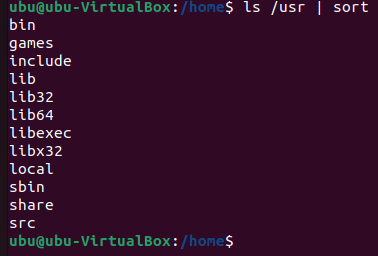 ubu@ubu-VirtualBox:/home$ ls /usr | sort
bin
games
include
lib
lib32
lib64
libexec
libx32
local
sbin
share
src
ubu@ubu-VirtualBox:/home$